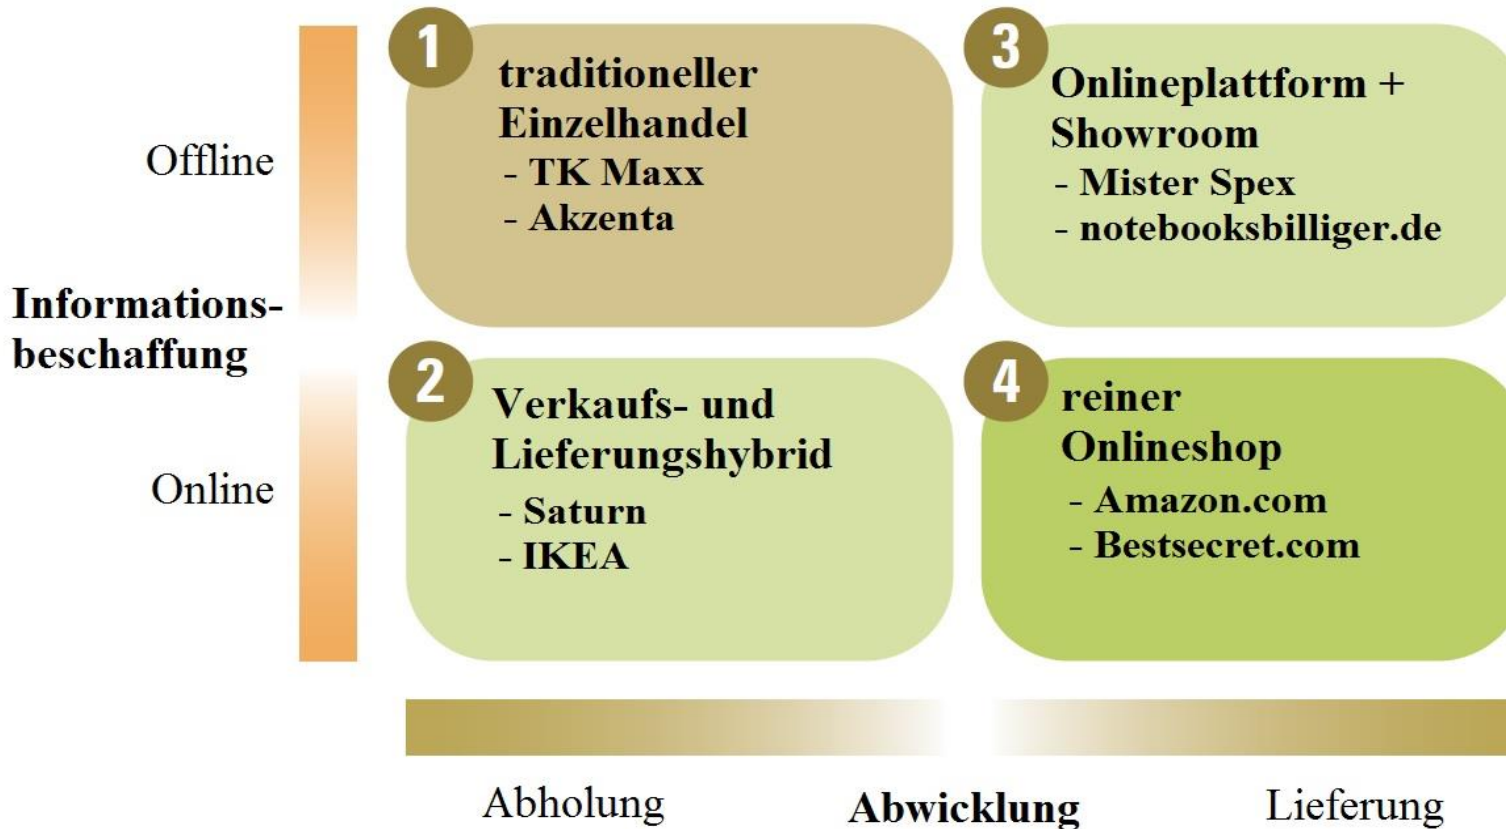 Offline
Informations-
beschaffung
Online
1
traditioneller
Einzelhandel
- TK Maxx
- Akzenta
3
Onlineplattform +
Showroom
- Mister Spex
- notebooksbilliger.de
2
Verkaufs- und
Lieferungshybrid
- Saturn
- IKEA
4
reiner
Onlineshop
- Amazon.com
- Bestsecret.com
Abholung
Abwicklung
Lieferung